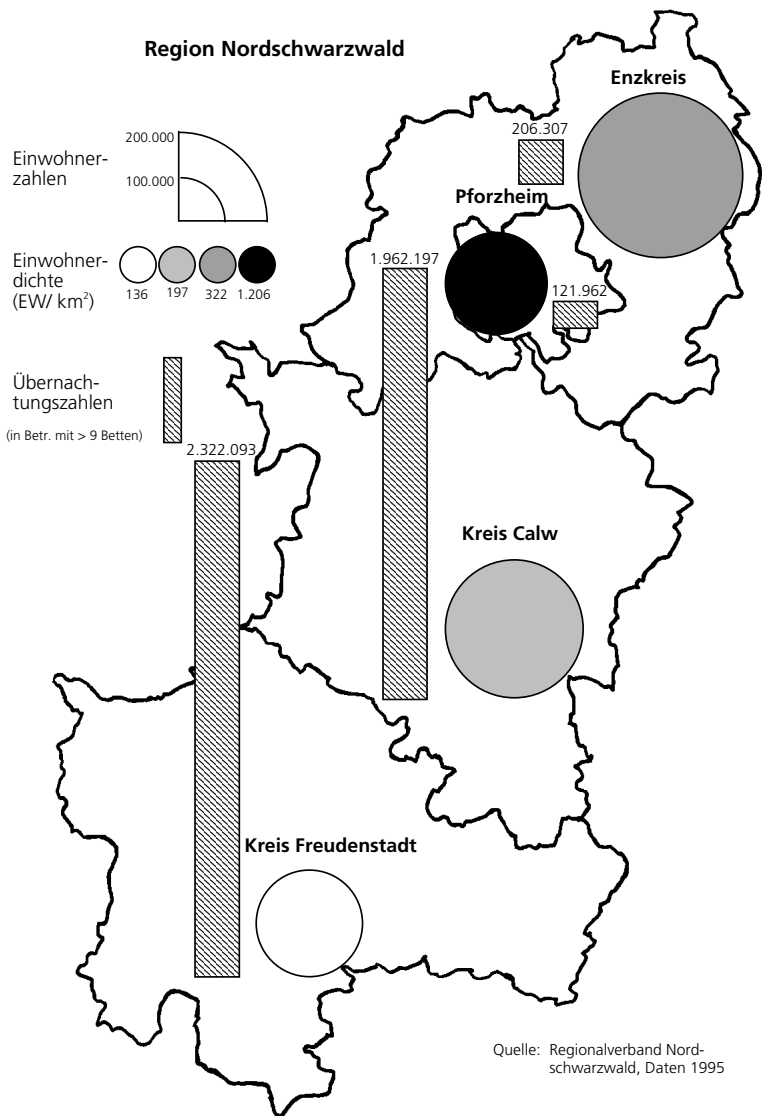 Region Nordschwarzwald
Enzkreis
200.000
206.307
Einwohner-
zahlen
100.000
Pforzheim
Einwohner-
dichte
(EW/ km²)
136
197
322
1.206
1.962.197
121.962
Übernach-
tungszahlen
(in Betr. mit > 9 Betten)
2.322.093
Kreis Calw
Kreis Freudenstadt
Quelle: Regionalverband Nord-
schwarzwald, Daten 1995